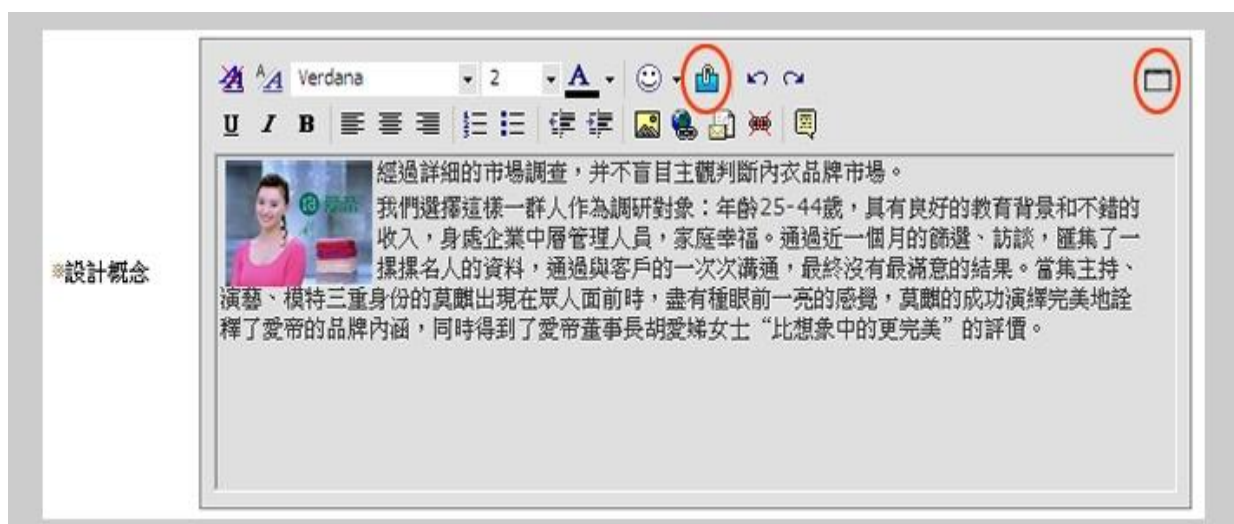 Verdana
2
A
U I B
經過詳細的市場調查，并不盲目主觀判斷內衣品牌市場。
我們選擇這樣一群人作為調研對象：年齡25-44歲，具有良好的教育背景和不錯的
收入，身處企業中層管理人員，家庭幸福。通過近一個月的篩選、訪談，匯集了一
摞摞名人的資料，通過與客戶的一次次溝通，最終沒有最滿意的結果。當集主持、
演藝、模特三重身份的莫麒出現在眾人面前時，盡有種眼前一亮的感覺，莫麒的成功演繹完美地詮
釋了愛帝的品牌內涵，同時得到了愛帝董事長胡愛娣女士“比想象中的更完美”的評價。
※設計概念